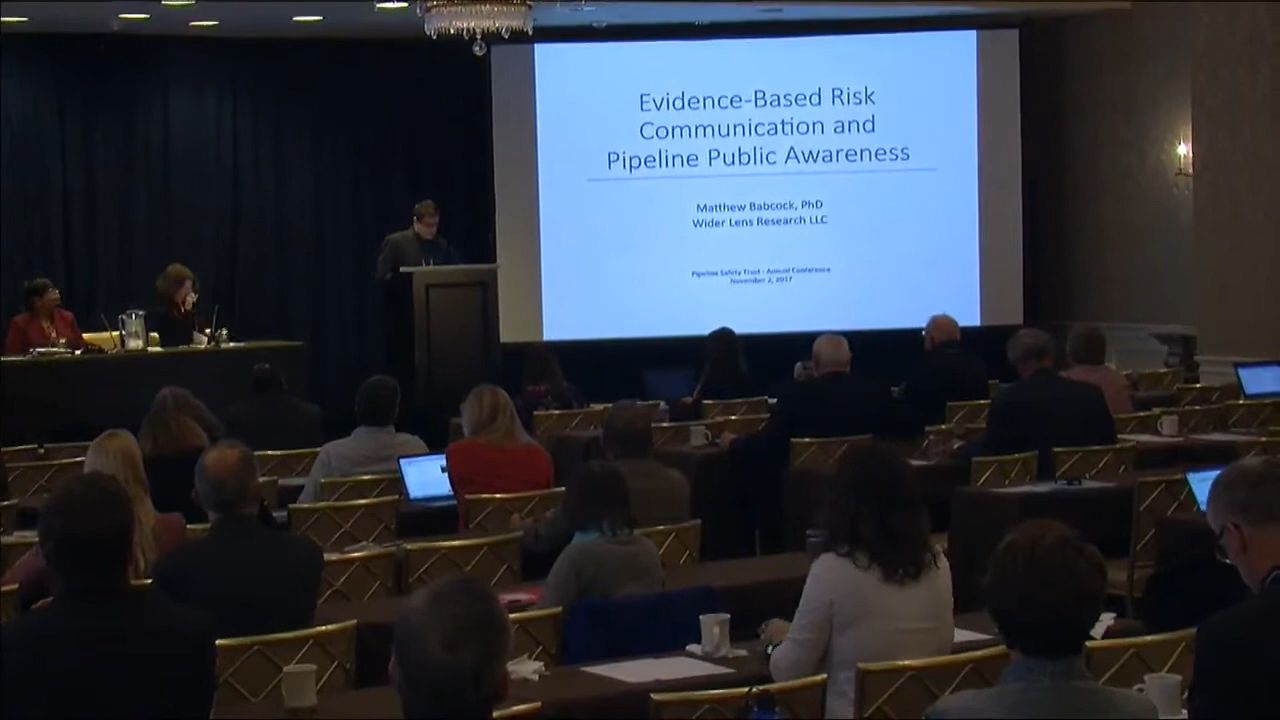 Evidence-Based Risk
Communication and
Pipeline Public Awareness
Matthew Babcock, PhD
Wider Lens Research LLC
Pipeline Safety Trust - Annual Conference
November 2, 2017